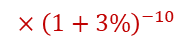 × (1 + 3%)⁻¹⁰